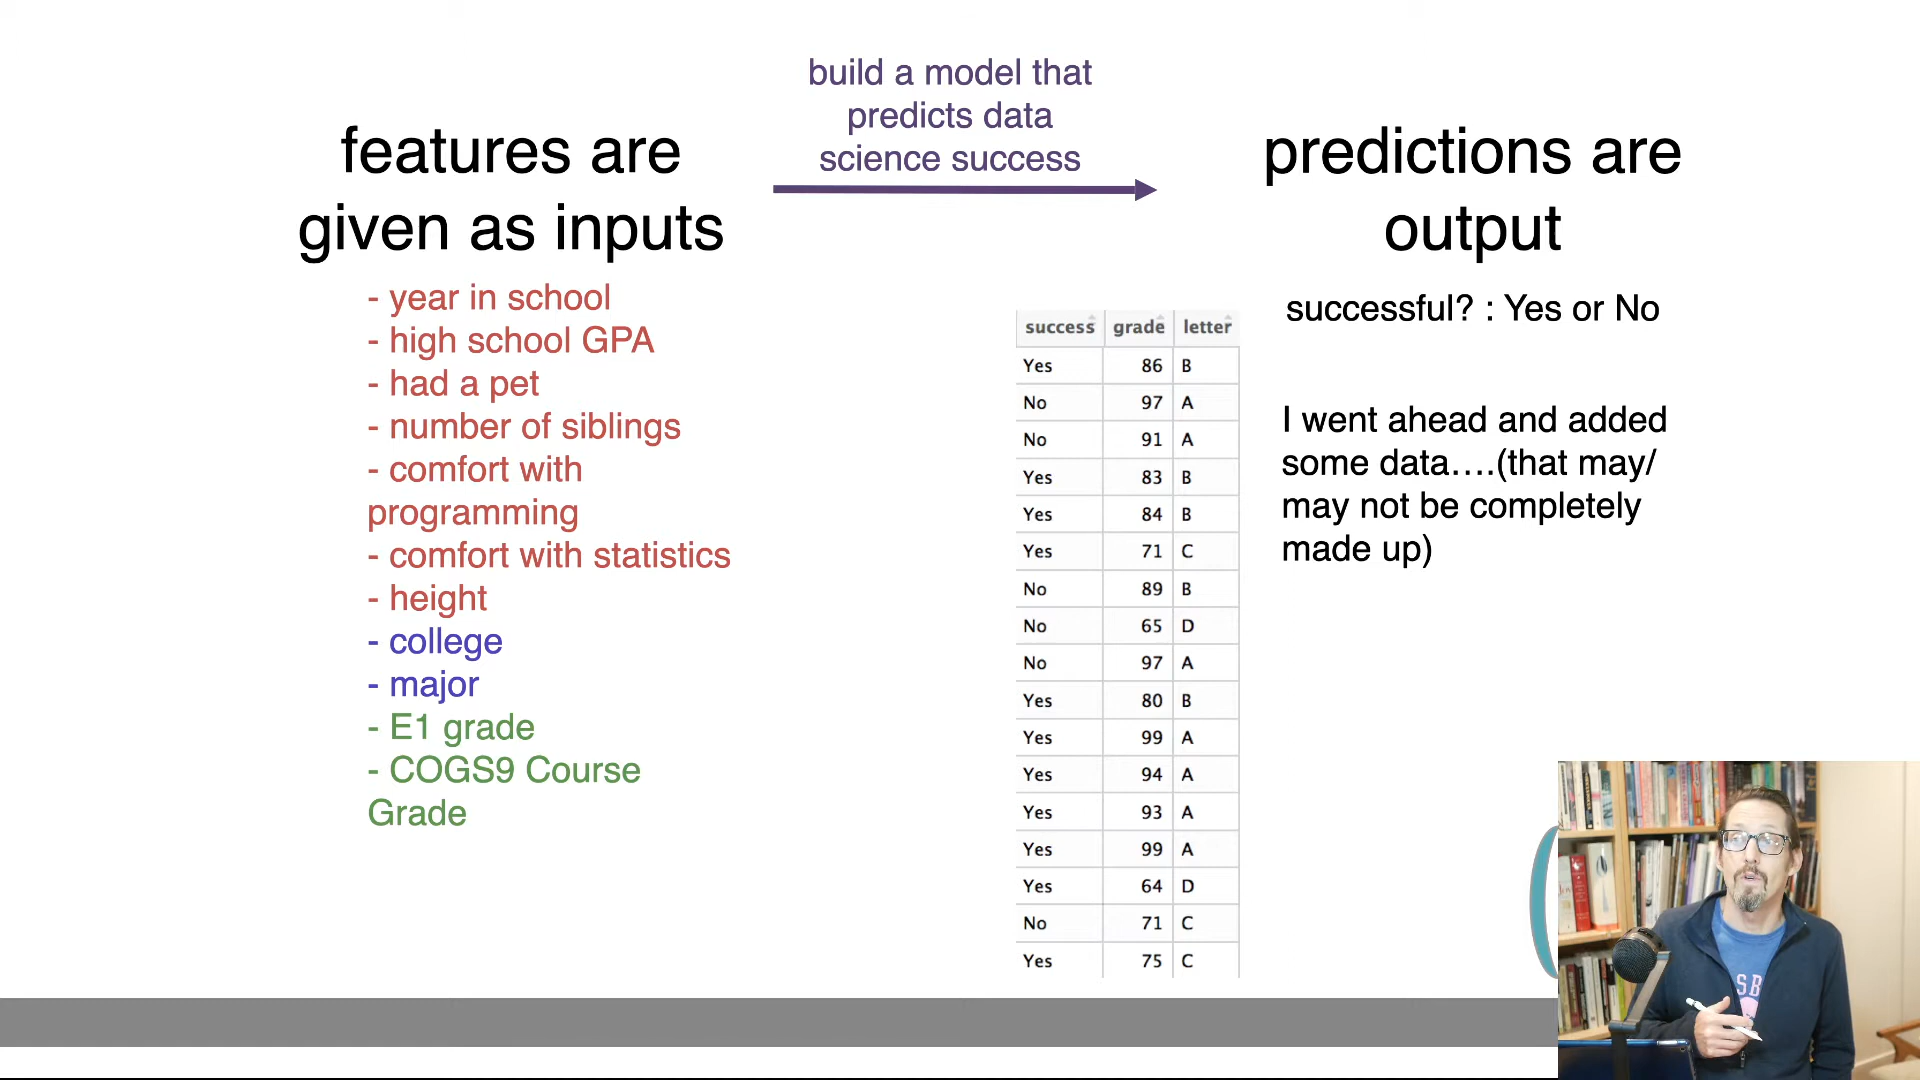 build a model that
predicts data
science success
features are
given as inputs
predictions are
output
- year in school
- high school GPA
- had a pet
- number of siblings
- comfort with
programming
- comfort with statistics
- height
- college
- major
- E1 grade
- COGS9 Course
Grade
success grade letter
Yes 86 B
No 97 A
No 91 A
Yes 83 B
Yes 84 B
Yes 71 C
No 89 B
No 65 D
No 97 A
Yes 80 B
Yes 99 A
Yes 94 A
Yes 93 A
Yes 99 A
Yes 64 D
No 71 C
Yes 75 C
successful? : Yes or No
I went ahead and added
some data....(that may/
may not be completely
made up)